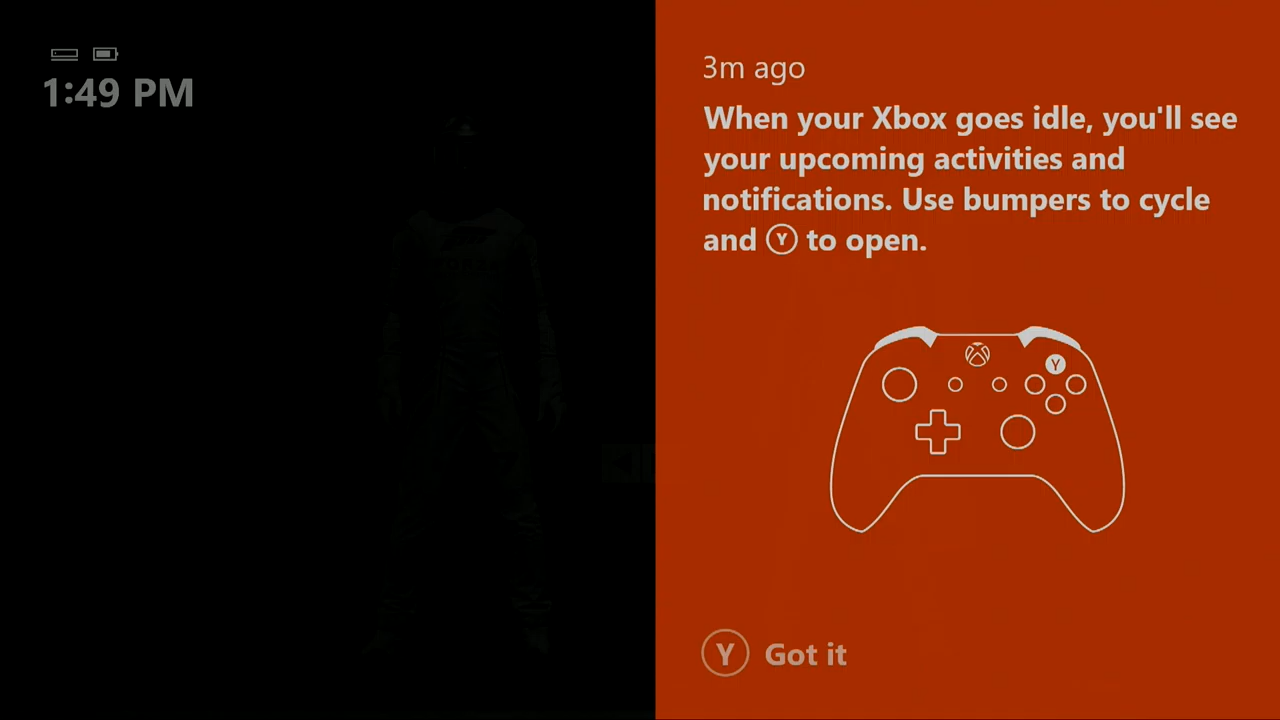 1:49 PM
3m ago
When your Xbox goes idle, you'll see
your upcoming activities and
notifications. Use bumpers to cycle
and Y to open.
Y
Y Got it